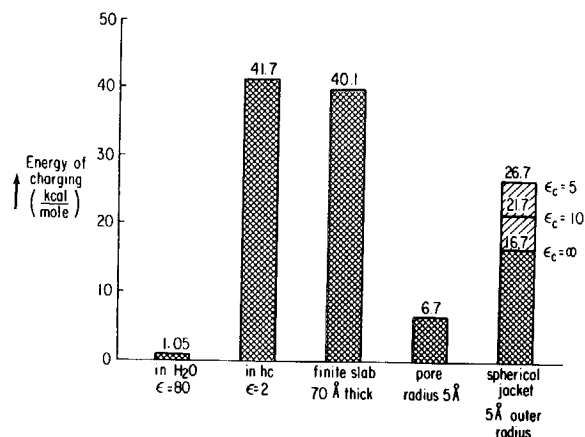 50
40
30
20
10
0
Energy of
charging
(kcal/mole)
1.05
41.7
40.1
6.7
26.7
21.7
16.7
ϵc=5
ϵc=10
ϵc=∞
in H2O
ϵ=80
in hc
ϵ=2
finite slab
70 Å thick
pore
radius 5Å
spherical
jacket
5Å outer
radius